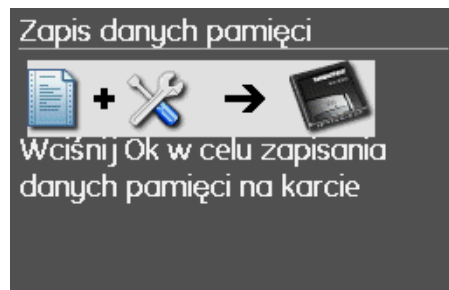 Zapis danych pamięci
Wciśnij Ok w celu zapisania
danych pamięci na karcie